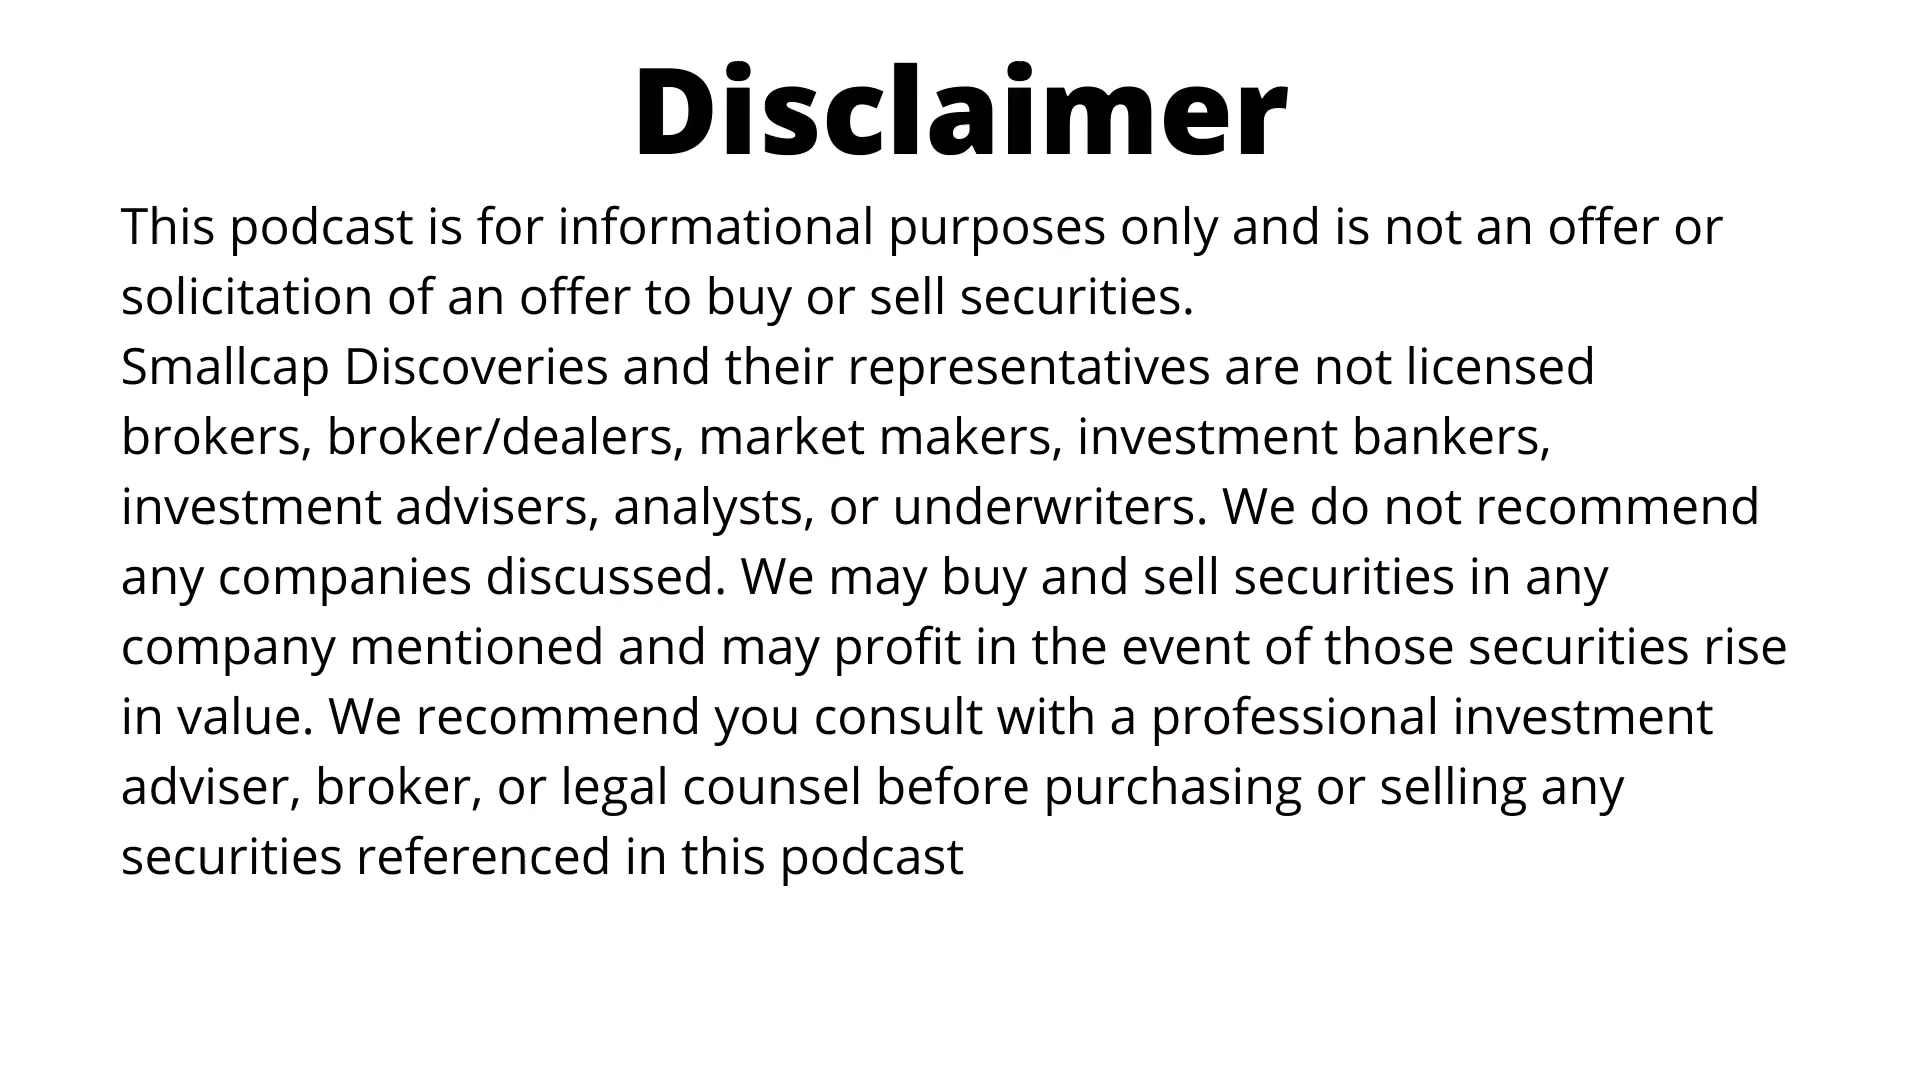 Disclaimer
This podcast is for informational purposes only and is not an offer or
solicitation of an offer to buy or sell securities.
Smallcap Discoveries and their representatives are not licensed
brokers, broker/dealers, market makers, investment bankers,
investment advisers, analysts, or underwriters. We do not recommend
any companies discussed. We may buy and sell securities in any
company mentioned and may profit in the event of those securities rise
in value. We recommend you consult with a professional investment
adviser, broker, or legal counsel before purchasing or selling any
securities referenced in this podcast